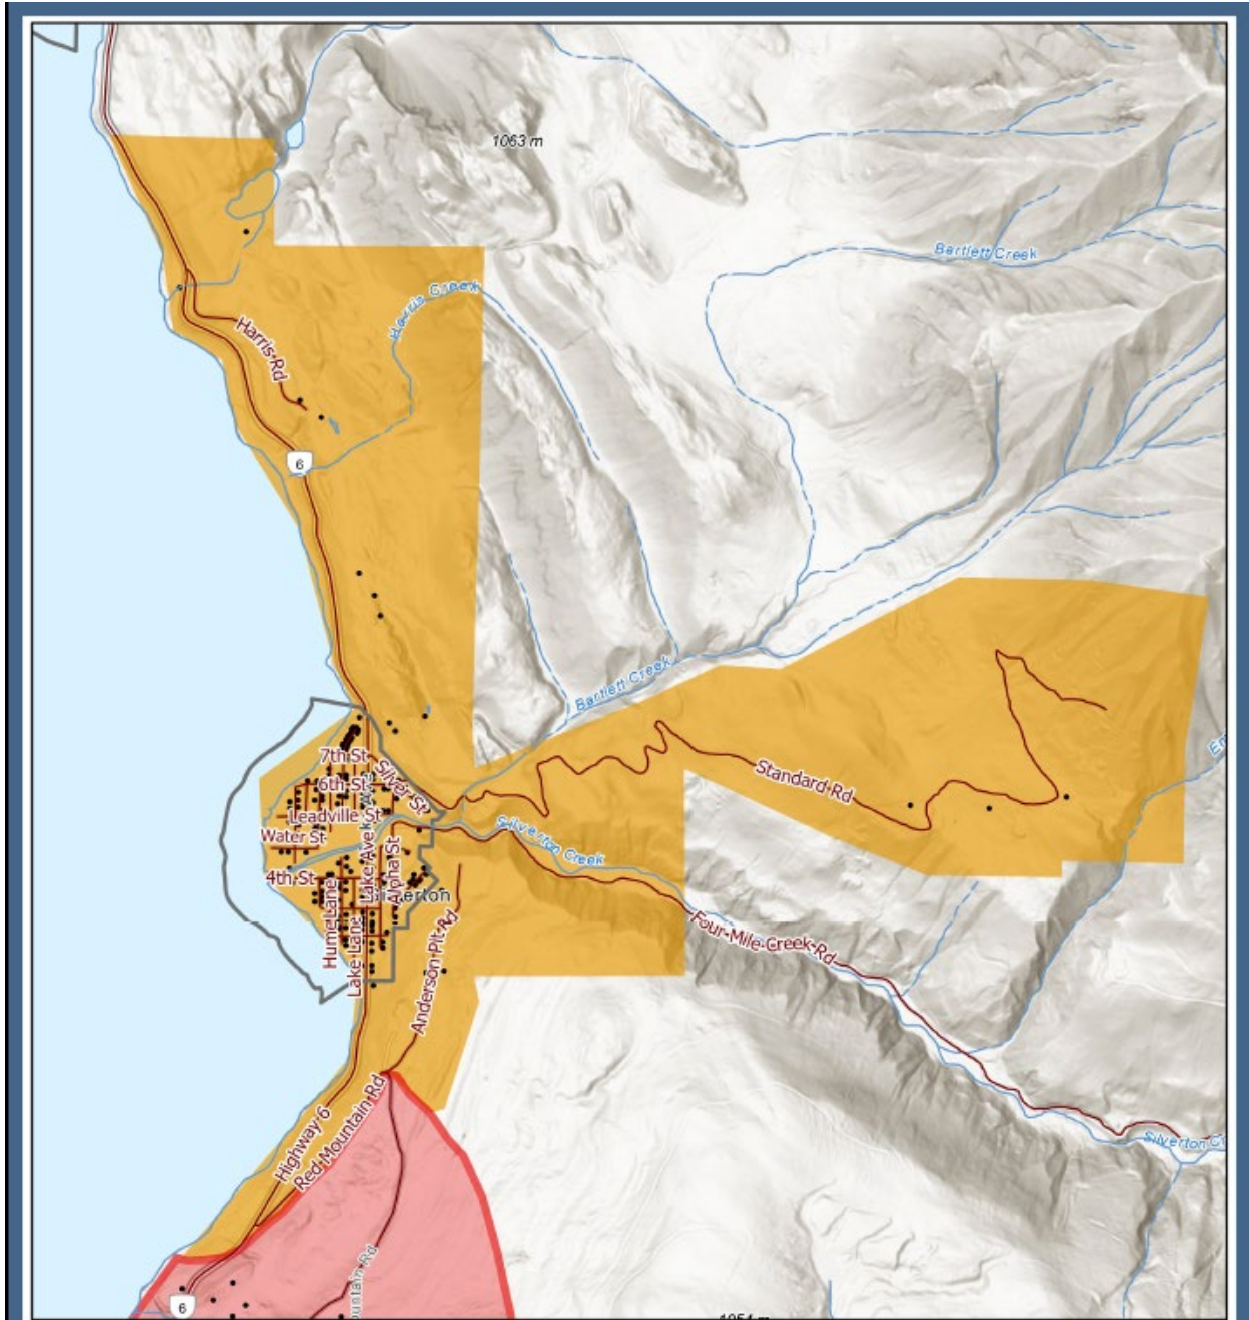 1063 m
Bartlett Creek
Harris Creek
Harris Rd
6
Bartlett Creek
7th St
Silver St
6th St
Standard Rd
Leadville St
Water St
Lake Ave
Alpha St
Silverton Creek
4th St
Hume Lane
Lake Lane
Anderson Pit Rd
Four Mile Creek Rd
Highway 6
Red Mountain Rd
6